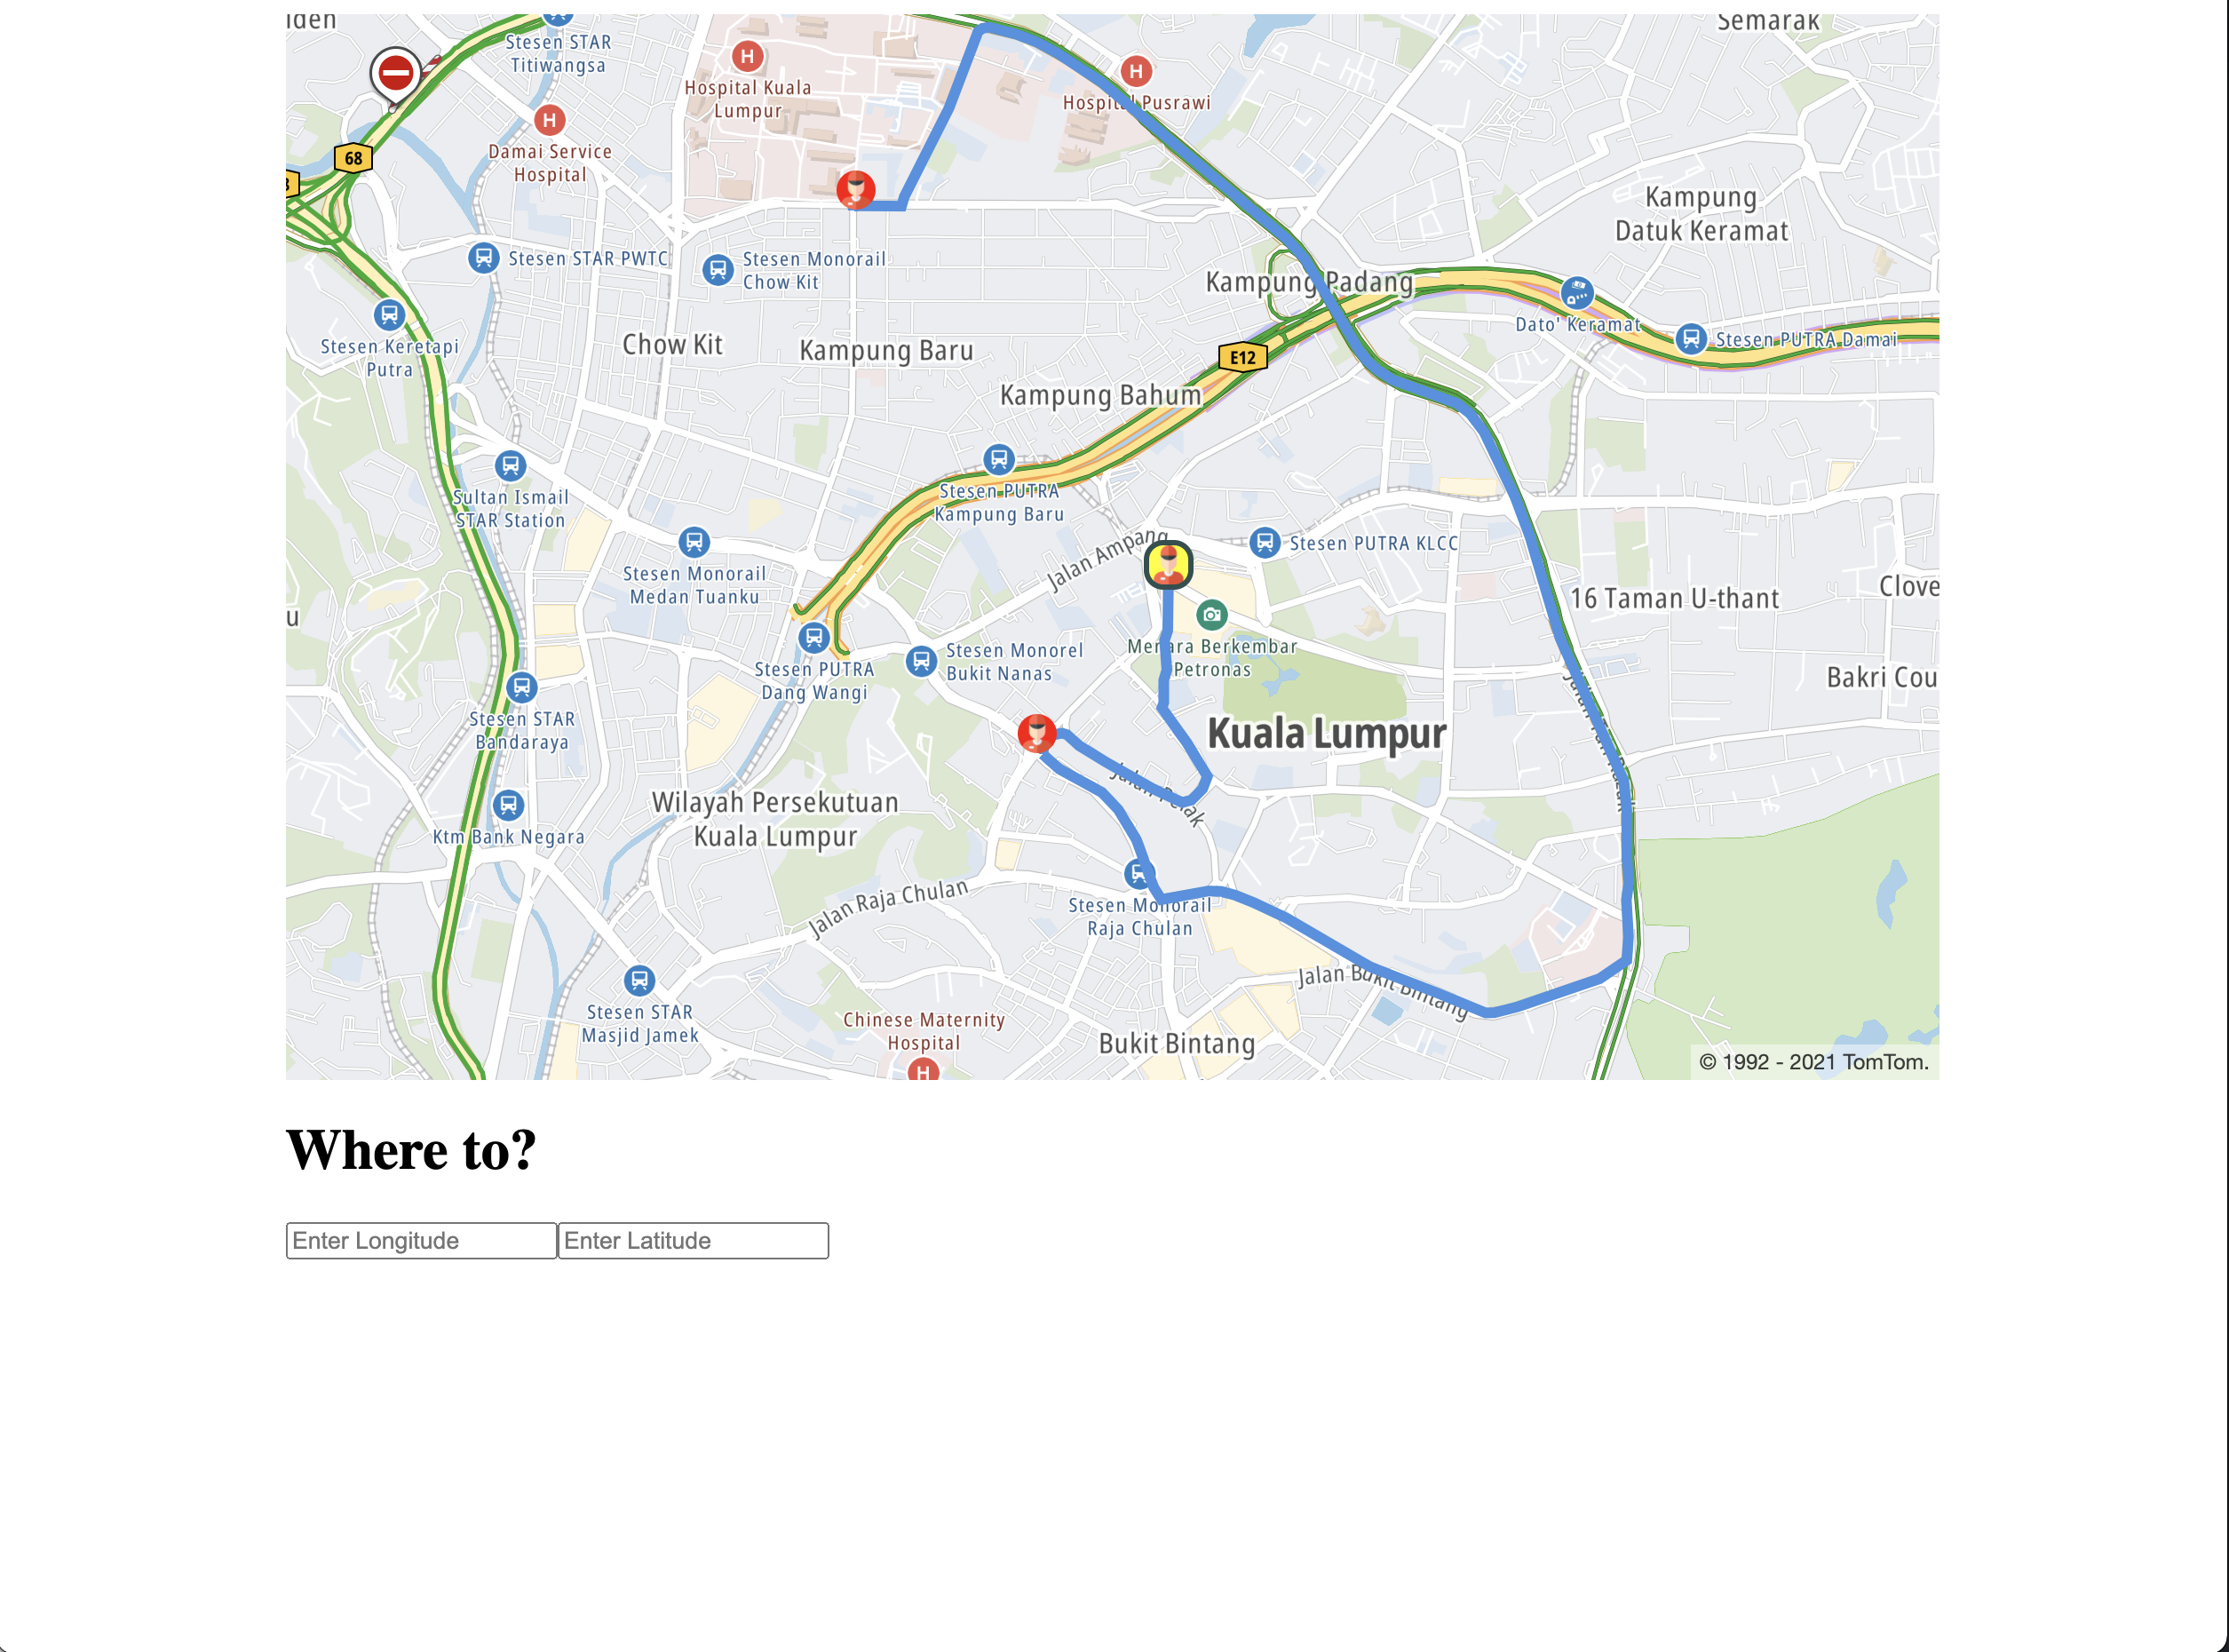 iden
Stesen STAR
Titiwangsa
Semarak
H
Hospital Kuala
Lumpur
H
Hospital Pusrawi
H
Damai Service
Hospital
68
Kampung
Datuk Keramat
Stesen STAR PWTC
Stesen Monorail
Chow Kit
Kampung Padang
Stesen Keretapi
Putra
Chow Kit
Kampung Baru
E12
Dato' Keramat
Stesen PUTRA Damai
Kampung Bahum
Sultan Ismail
STAR Station
Stesen PUTRA
Kampung Baru
Jalan Ampang
Stesen PUTRA KLCC
Stesen Monorail
Medan Tuanku
16 Taman U-thant
Clove
u
Stesen PUTRA
Dang Wangi
Stesen Monorel
Bukit Nanas
Menara Berkembar
Petronas
Bakri Cou
Stesen STAR
Bandaraya
Kuala Lumpur
Jalan Tun Razak
Jalan Perak
Wilayah Persekutuan
Kuala Lumpur
Ktm Bank Negara
Jalan Raja Chulan
Stesen Monorail
Raja Chulan
Jalan Bukit Bintang
Stesen STAR
Masjid Jamek
Chinese Maternity
Hospital
H
Bukit Bintang
© 1992 - 2021 TomTom.
Where to?
Enter Longitude
Enter Latitude